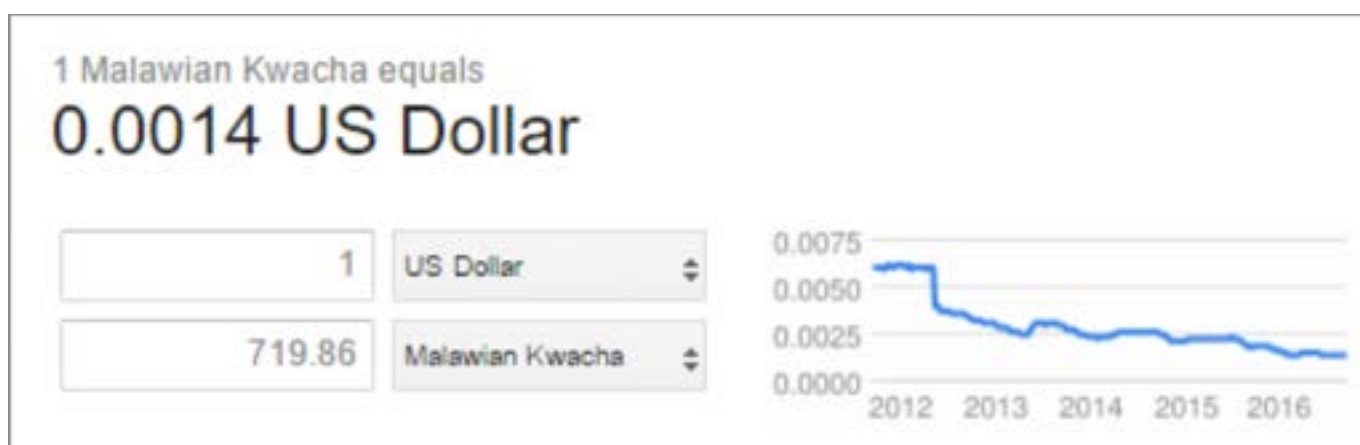 1 Malawian Kwacha equals
0.0014 US Dollar
1 US Dollar
719.86 Malawian Kwacha
0.0075
0.0050
0.0025
0.0000
2012 2013 2014 2015 2016